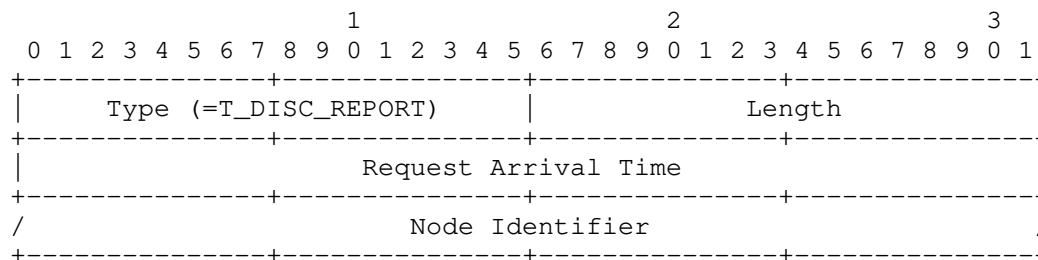 1                   2                   3
 0 1 2 3 4 5 6 7 8 9 0 1 2 3 4 5 6 7 8 9 0 1 2 3 4 5 6 7 8 9 0 1
+---------------+---------------+---------------+---------------
|     Type (=T_DISC_REPORT)     |             Length
+---------------+---------------+---------------+---------------
|                     Request Arrival Time
+---------------+---------------+---------------+---------------
/                        Node Identifier                       /
+---------------+---------------+---------------+---------------